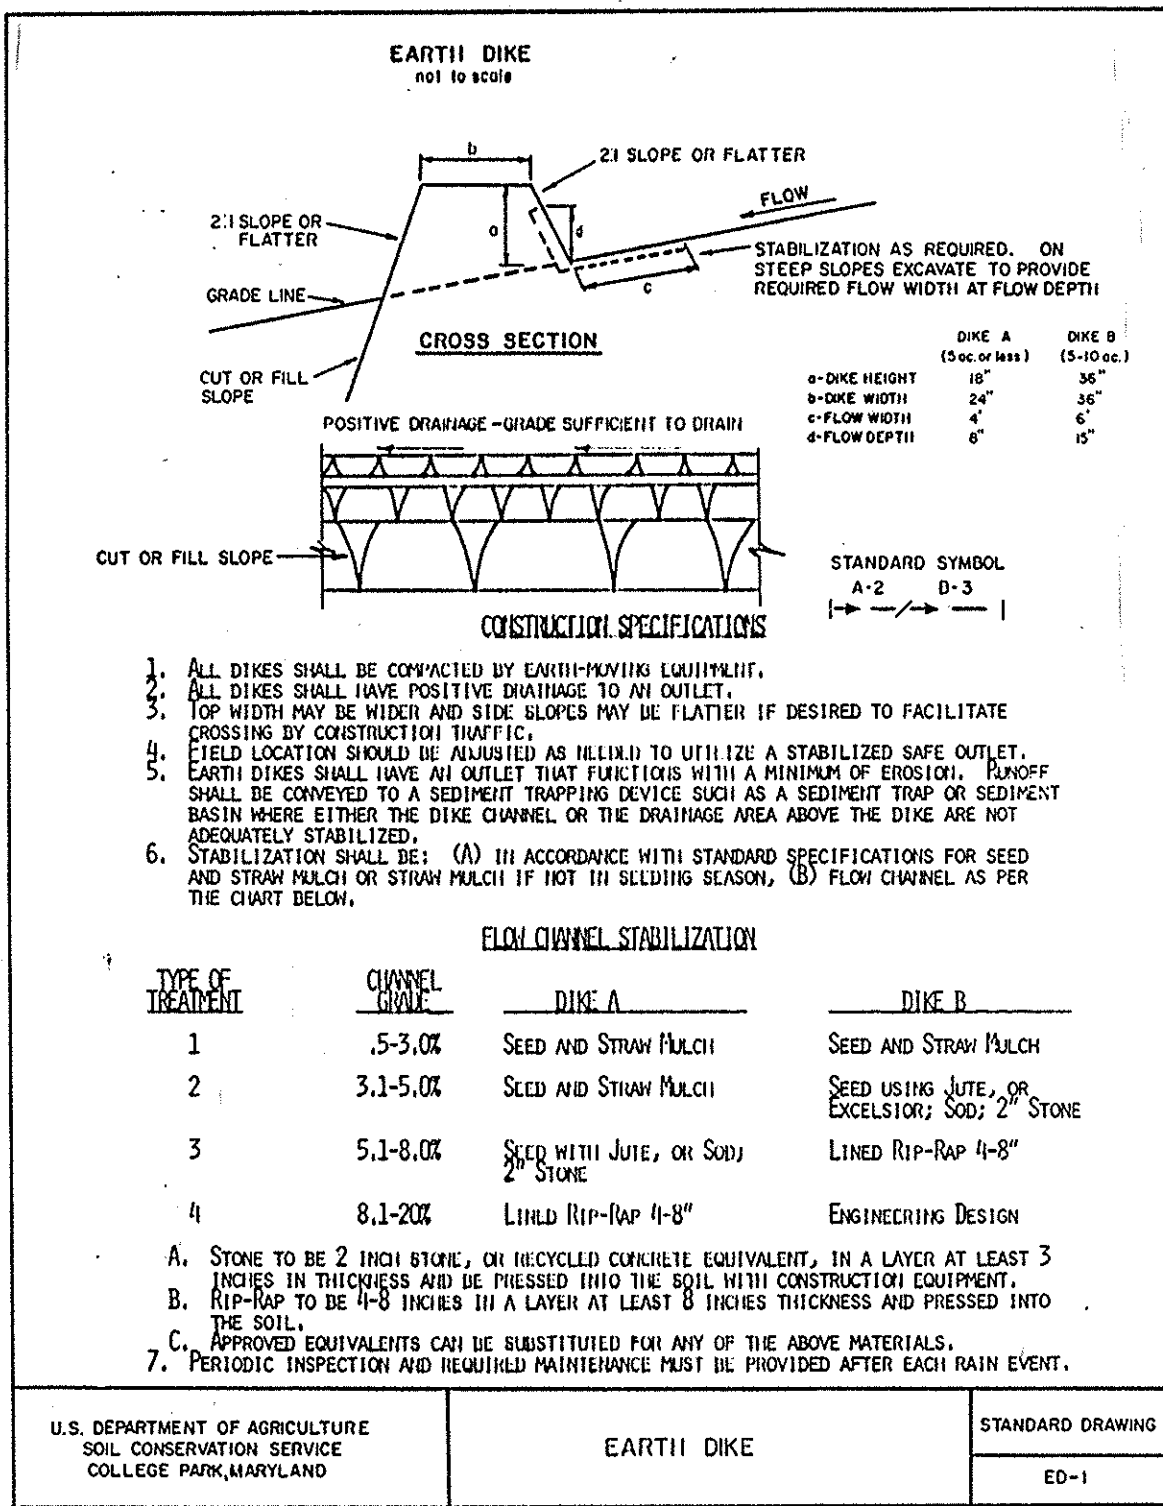 EARTH DIKE
not to scale
b
2:1 SLOPE OR FLATTER
FLOW
2:1 SLOPE OR
FLATTER
a
d
STABILIZATION AS REQUIRED. ON
STEEP SLOPES EXCAVATE TO PROVIDE
REQUIRED FLOW WIDTH AT FLOW DEPTH
c
GRADE LINE
CROSS SECTION
CUT OR FILL
SLOPE
DIKE A DIKE B
(5 ac. or less) (5-10 ac.)
a-DIKE HEIGHT 18" 36"
b-DIKE WIDTH 24" 36"
c-FLOW WIDTH 4' 6'
d-FLOW DEPTH 8" 15"
POSITIVE DRAINAGE-GRADE SUFFICIENT TO DRAIN
CUT OR FILL SLOPE
STANDARD SYMBOL
A-2 B-3
CONSTRUCTION SPECIFICATIONS
1. ALL DIKES SHALL BE COMPACTED BY EARTH-MOVING EQUIPMENT.
2. ALL DIKES SHALL HAVE POSITIVE DRAINAGE TO AN OUTLET.
3. TOP WIDTH MAY BE WIDER AND SIDE SLOPES MAY BE FLATTER IF DESIRED TO FACILITATE
CROSSING BY CONSTRUCTION TRAFFIC.
4. FIELD LOCATION SHOULD BE ADJUSTED AS NEEDED TO UTILIZE A STABILIZED SAFE OUTLET.
5. EARTH DIKES SHALL HAVE AN OUTLET THAT FUNCTIONS WITH A MINIMUM OF EROSION. RUNOFF
SHALL BE CONVEYED TO A SEDIMENT TRAPPING DEVICE SUCH AS A SEDIMENT TRAP OR SEDIMENT
BASIN WHERE EITHER THE DIKE CHANNEL OR THE DRAINAGE AREA ABOVE THE DIKE ARE NOT
ADEQUATELY STABILIZED.
6. STABILIZATION SHALL BE: (A) IN ACCORDANCE WITH STANDARD SPECIFICATIONS FOR SEED
AND STRAW MULCH OR STRAW MULCH IF NOT IN SEEDING SEASON, (B) FLOW CHANNEL AS PER
THE CHART BELOW.
FLOW CHANNEL STABILIZATION
TYPE OF CHANNEL
TREATMENT GRADE DIKE A DIKE B
1 .5-3.0% SEED AND STRAW MULCH SEED AND STRAW MULCH
2 3.1-5.0% SEED AND STRAW MULCH SEED USING JUTE, OR
EXCELSIOR; SOD; 2" STONE
3 5.1-8.0% SEED WITH JUTE, OR SOD; LINED RIP-RAP 4-8"
2" STONE
4 8.1-20% LINED RIP-RAP 4-8" ENGINEERING DESIGN
A. STONE TO BE 2 INCH STONE, OR RECYCLED CONCRETE EQUIVALENT, IN A LAYER AT LEAST 3
INCHES IN THICKNESS AND BE PRESSED INTO THE SOIL WITH CONSTRUCTION EQUIPMENT.
B. RIP-RAP TO BE 4-8 INCHES IN A LAYER AT LEAST 8 INCHES THICKNESS AND PRESSED INTO
THE SOIL.
C. APPROVED EQUIVALENTS CAN BE SUBSTITUTED FOR ANY OF THE ABOVE MATERIALS.
7. PERIODIC INSPECTION AND REQUIRED MAINTENANCE MUST BE PROVIDED AFTER EACH RAIN EVENT.
U.S. DEPARTMENT OF AGRICULTURE
SOIL CONSERVATION SERVICE
COLLEGE PARK, MARYLAND
EARTH DIKE
STANDARD DRAWING
ED-1